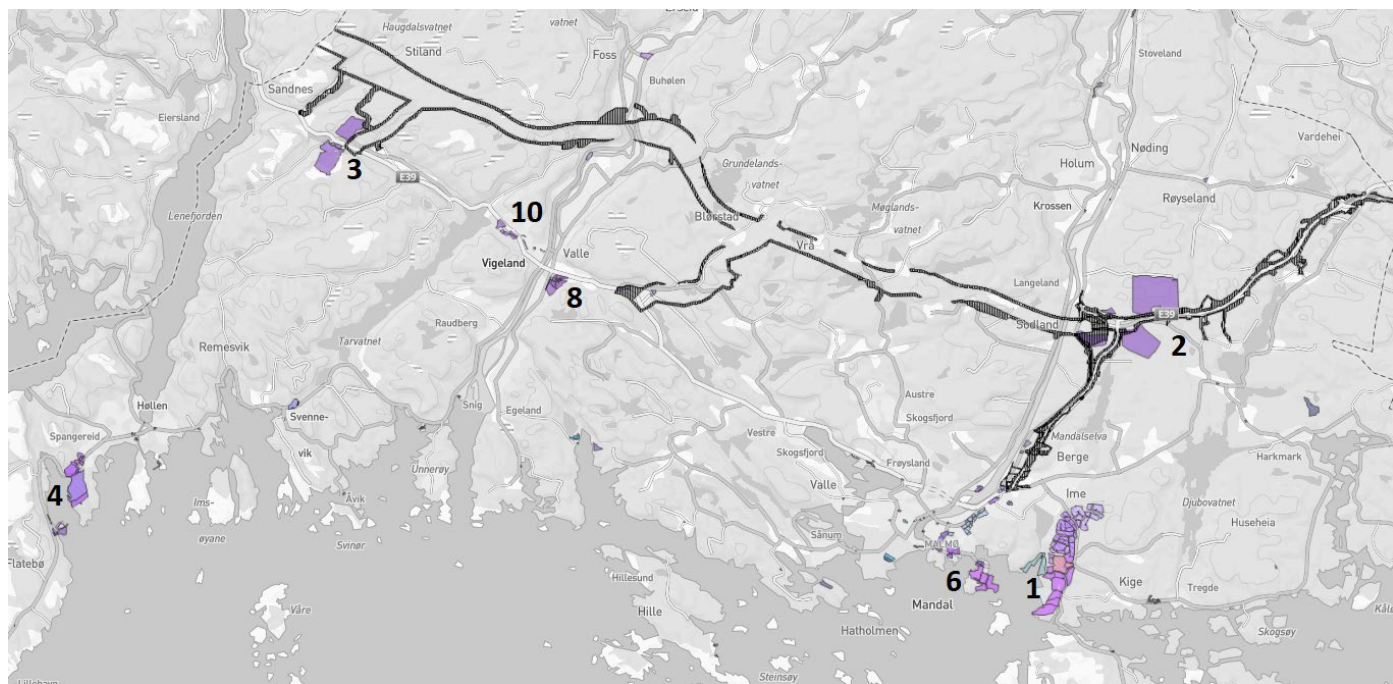 Haugdalsvatnet
vatnet
Stiland
Foss
Buhølen
Stoveland
Sandnes
Eiersland
Vardehei
3
E39
Grundelands-
vatnet
Holum
Nøding
Lenefjorden
10
Blørstad
Møglands-
vatnet
Krossen
Røyseland
Vrå
Valle
Vigeland
8
Langeland
Sodland
E39
2
Raudberg
Tarvatnet
Remesvik
Høllen
Spangereid
Svenne-
vik
Snig
Egeland
Austre
Skogsfjord
Vestre
Skogsfjord
Frøysland
Mandalselva
Berge
Harkmark
4
Unnerøy
Valle
Ime
Djubovatnet
Huseheia
Åvik
Ims-
øyane
Svinør
Sånum
MALMØ
Flatebø
Hillesund
Hille
6
1
Kige
Tregde
Mandal
Våre
Hatholmen
Skogsøy
Steinsøy